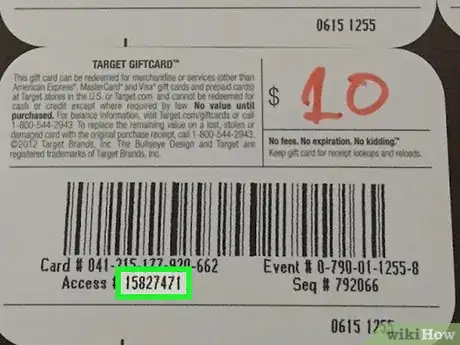 0615 1255
TARGET GIFTCARD™
This gift card can be redeemed for merchandise or services (other than
American Express®, MasterCard® and Visa® gift cards and prepaid cards)
at Target stores in the U.S. or Target.com, and cannot be redeemed for
cash or credit except where required by law. No value until
purchased. For balance information, visit Target.com/giftcards or call
1-800-544-2943. To replace the remaining value on a lost, stolen or
damaged card with the original purchase receipt, call 1-800-544-2943.
©2012 Target Brands, Inc. The Bullseye Design and Target are
registered trademarks of Target Brands, Inc.
$ 10
No fees. No expiration. No kidding.™
Keep gift card for receipt lookups and reloads.
Card # 041-215-177-920-662
Access # 15827471
Event # 0-790-01-1255-8
Seq # 792066
0615 1255
wikiHow